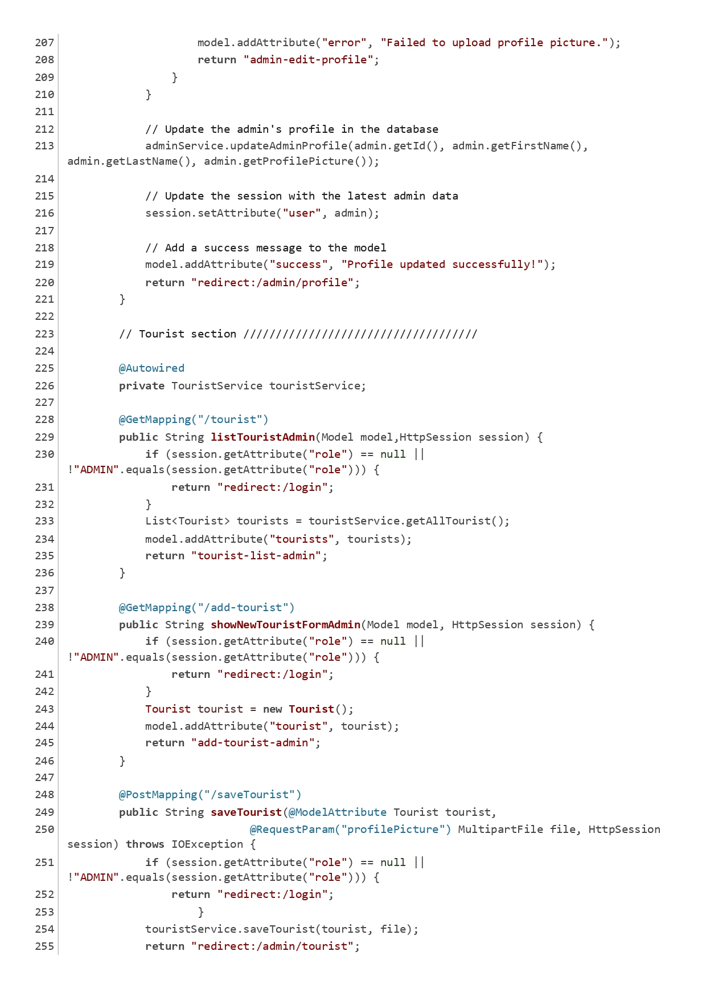 207 model.addAttribute("error", "Failed to upload profile picture.");
208 return "admin-edit-profile";
209 }
210 }
211
212 // Update the admin's profile in the database
213 adminService.updateAdminProfile(admin.getId(), admin.getFirstName(),
admin.getLastName(), admin.getProfilePicture());
214
215 // Update the session with the latest admin data
216 session.setAttribute("user", admin);
217
218 // Add a success message to the model
219 model.addAttribute("success", "Profile updated successfully!");
220 return "redirect:/admin/profile";
221 }
222
223 // Tourist section ////////////////////////////////////
224
225 @Autowired
226 private TouristService touristService;
227
228 @GetMapping("/tourist")
229 public String listTouristAdmin(Model model,HttpSession session) {
230 if (session.getAttribute("role") == null ||
!"ADMIN".equals(session.getAttribute("role"))) {
231 return "redirect:/login";
232 }
233 List<Tourist> tourists = touristService.getAllTourist();
234 model.addAttribute("tourists", tourists);
235 return "tourist-list-admin";
236 }
237
238 @GetMapping("/add-tourist")
239 public String showNewTouristFormAdmin(Model model, HttpSession session) {
240 if (session.getAttribute("role") == null ||
!"ADMIN".equals(session.getAttribute("role"))) {
241 return "redirect:/login";
242 }
243 Tourist tourist = new Tourist();
244 model.addAttribute("tourist", tourist);
245 return "add-tourist-admin";
246 }
247
248 @PostMapping("/saveTourist")
249 public String saveTourist(@ModelAttribute Tourist tourist,
250 @RequestParam("profilePicture") MultipartFile file, HttpSession
session) throws IOException {
251 if (session.getAttribute("role") == null ||
!"ADMIN".equals(session.getAttribute("role"))) {
252 return "redirect:/login";
253 }
254 touristService.saveTourist(tourist, file);
255 return "redirect:/admin/tourist";